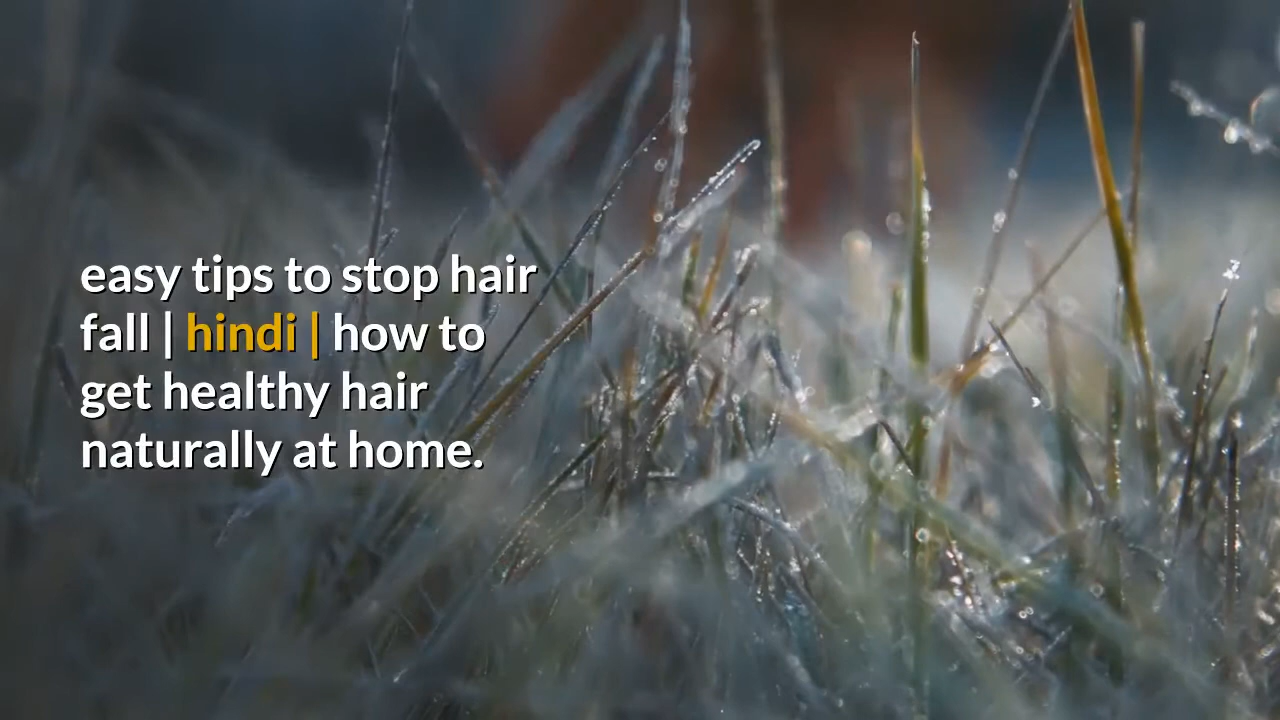 easy tips to stop hair
fall | hindi | how to
get healthy hair
naturally at home.